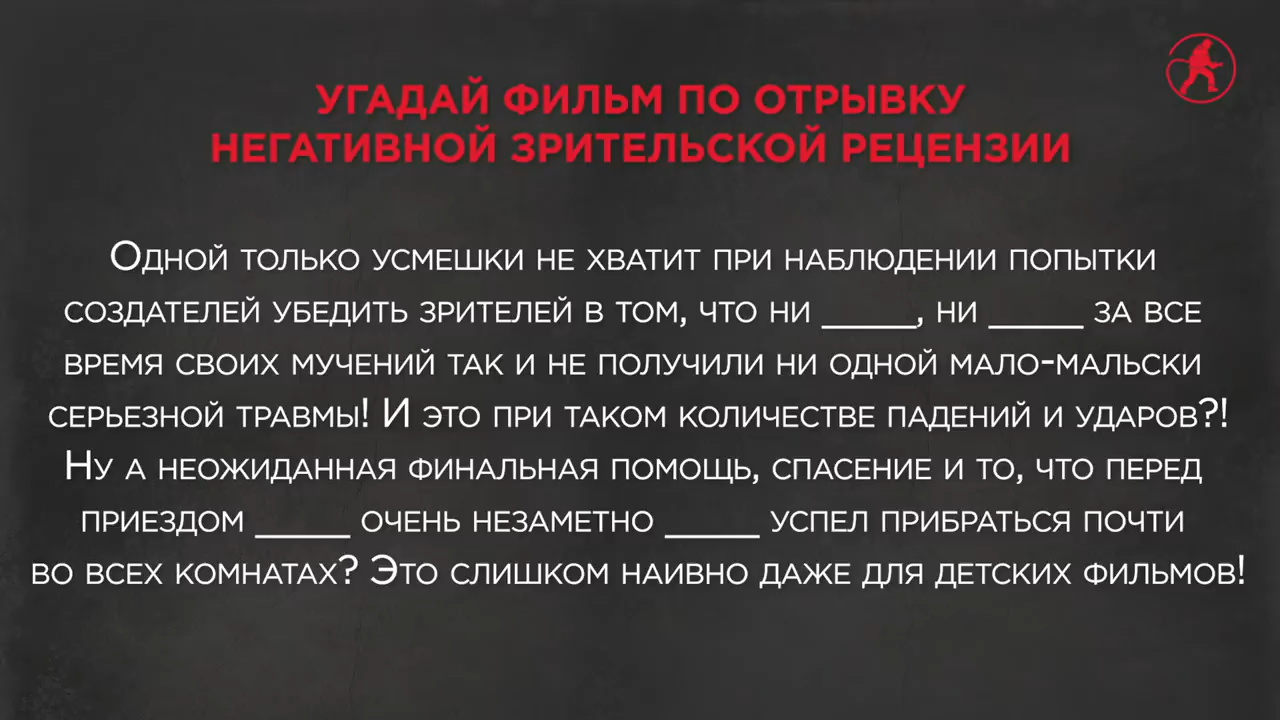 УГАДАЙ ФИЛЬМ ПО ОТРЫВКУ
НЕГАТИВНОЙ ЗРИТЕЛЬСКОЙ РЕЦЕНЗИИ
Одной только усмешки не хватит при наблюдении попытки
создателей убедить зрителей в том, что ни _____, ни _____ за все
время своих мучений так и не получили ни одной мало-мальски
серьезной травмы! И это при таком количестве падений и ударов?!
Ну а неожиданная финальная помощь, спасение и то, что перед
приездом _____ очень незаметно _____ успел прибраться почти
во всех комнатах? Это слишком наивно даже для детских фильмов!